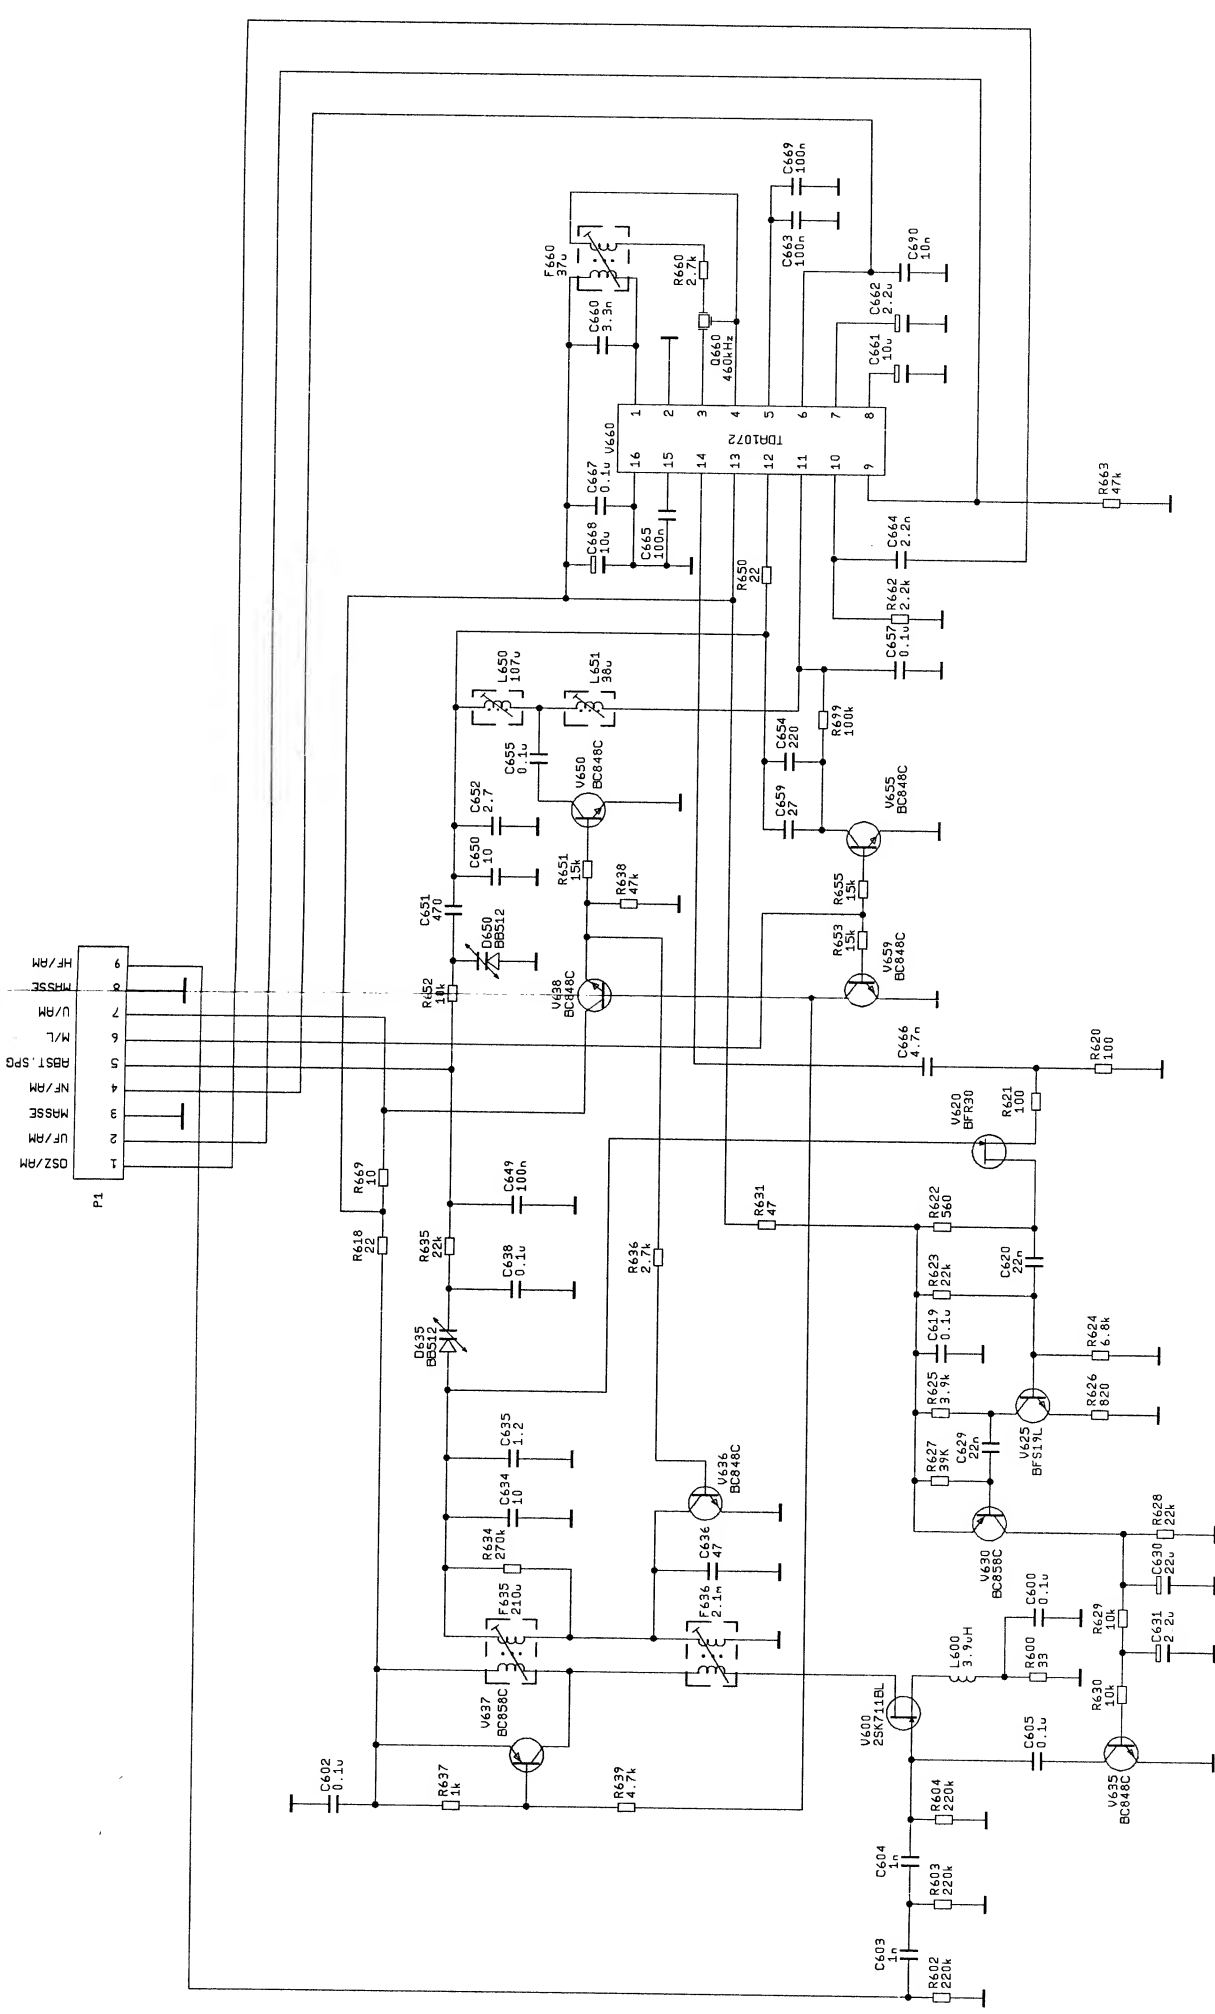 HF/AM
9
MASSE
8
U/AM
7
M/L
6
ABST.SPG
5
NF/AM
4
MASSE
3
UF/AM
2
OSZ/AM
1
P1
F660
37u
C660
3.3n
R660
2.7k
Q660
460kHz
C669
100n
C663
100n
C690
10n
C662
2.2u
C661
10u
1
2
3
4
5
6
7
8
TDA1072
V660
16
15
14
13
12
11
10
9
C667
0.1u
C668
10u
C665
100n
R650
22
R663
47k
C664
2.2n
R662
2.2k
C657
0.1u
L650
107u
L651
38u
C655
0.1u
R699
100k
C654
220
C659
27
V650
BC848C
V655
BC848C
C652
2.7
C650
10
C651
470
R651
15k
R638
47k
R655
15k
R653
15k
D650
BB512
R652
10k
V638
BC848C
V659
BC848C
C666
4.7n
R620
100
R621
100
V620
BFR30
R669
10
R618
22
C649
100n
R635
22k
C638
0.1u
R636
2.7k
R631
47
R622
560
R623
22k
C620
22n
D635
BB512
C619
0.1u
R624
6.8k
R625
3.9k
R626
820
V625
BFS19L
C629
22n
R627
39K
C635
1.2
C634
10
R634
270k
V636
BC848C
C636
47
V630
BC858C
R628
22k
C630
22u
R629
10k
C631
2.2u
R630
10k
F635
210u
F636
2.1m
C600
0.1u
L600
3.9uH
R600
33
V637
BC858C
V600
2SK711BL
C605
0.1u
V635
BC848C
C602
0.1u
R637
1k
R639
4.7k
R604
220k
C604
1n
R603
220k
C603
1n
R602
220k